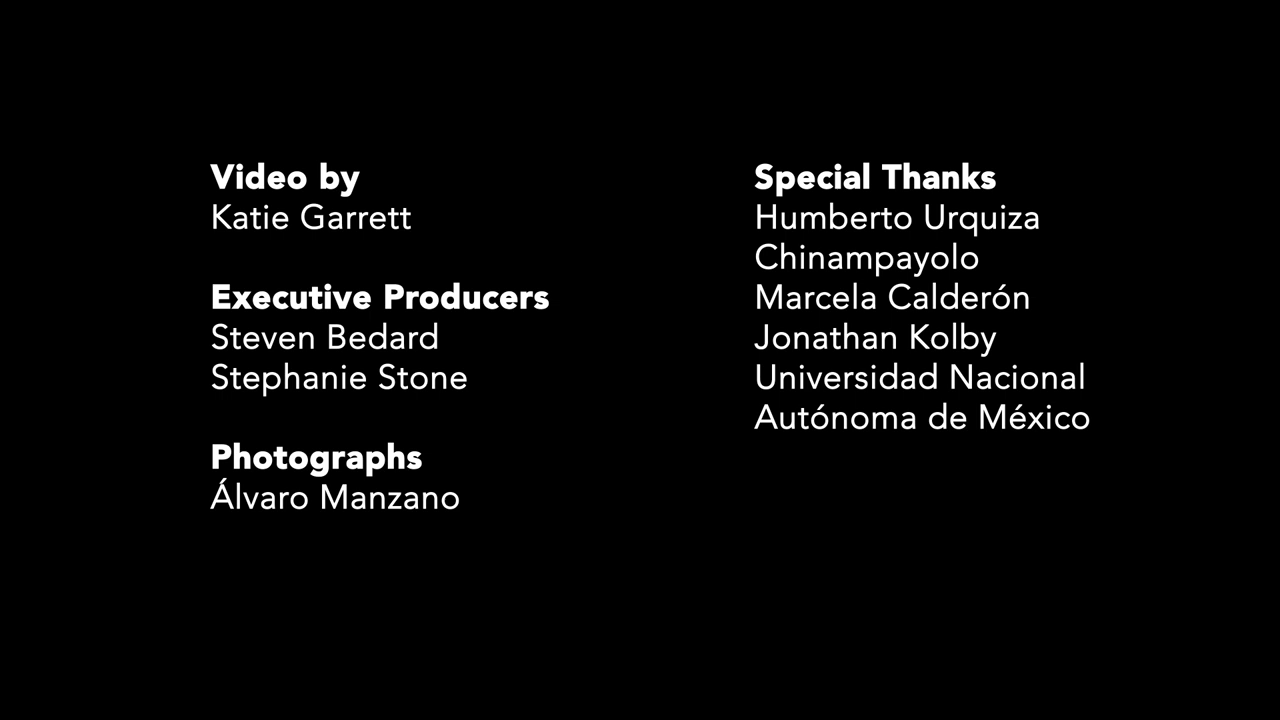 Video by
Katie Garrett
Executive Producers
Steven Bedard
Stephanie Stone
Photographs
Álvaro Manzano
Special Thanks
Humberto Urquiza
Chinampayolo
Marcela Calderón
Jonathan Kolby
Universidad Nacional
Autónoma de México